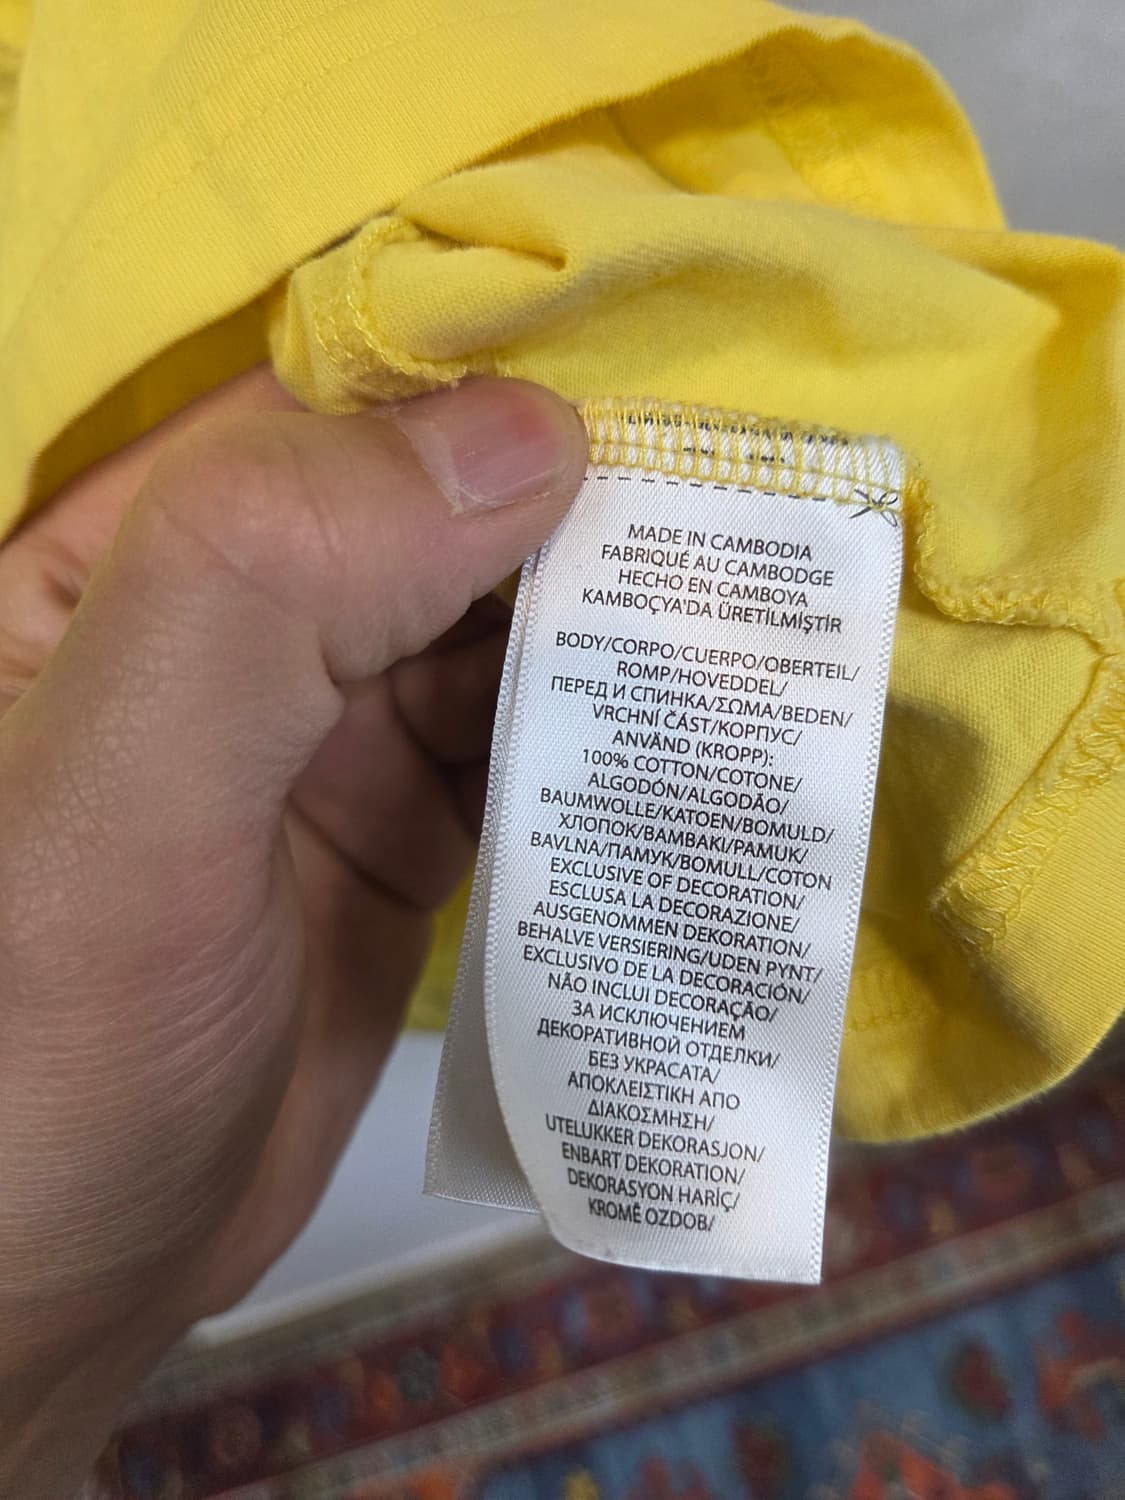 MADE IN CAMBODIA
FABRIQUÉ AU CAMBODGE
HECHO EN CAMBOYA
KAMBOÇYA'DA ÜRETİLMİŞTİR
BODY/CORPO/CUERPO/OBERTEIL/
ROMP/HOVEDDEL/
ПЕРЕД И СПИНКА/ΣΩΜΑ/BEDEN/
VRCHNÍ ČÁST/КОРПУС/
ANVÄND (KROPP):
100% COTTON/COTONE/
ALGODÓN/ALGODÃO/
BAUMWOLLE/KATOEN/BOMULD/
ХЛОПОК/ΒΑΜΒΑΚΙ/PAMUK/
BAVLNA/ПАМУК/BOMULL/COTON
EXCLUSIVE OF DECORATION/
ESCLUSA LA DECORAZIONE/
AUSGENOMMEN DEKORATION/
BEHALVE VERSIERING/UDEN PYNT/
EXCLUSIVO DE LA DECORACIÓN/
NÃO INCLUI DECORAÇÃO/
ЗА ИСКЛЮЧЕНИЕМ
ДЕКОРАТИВНОЙ ОТДЕЛКИ/
БЕЗ УКРАСАТА/
ΑΠΟΚΛΕΙΣΤΙΚΗ ΑΠΟ
ΔΙΑΚΟΣΜΗΣΗ/
UTELUKKER DEKORASJON/
ENBART DEKORATION/
DEKORASYON HARİÇ/
KROMĚ OZDOB/